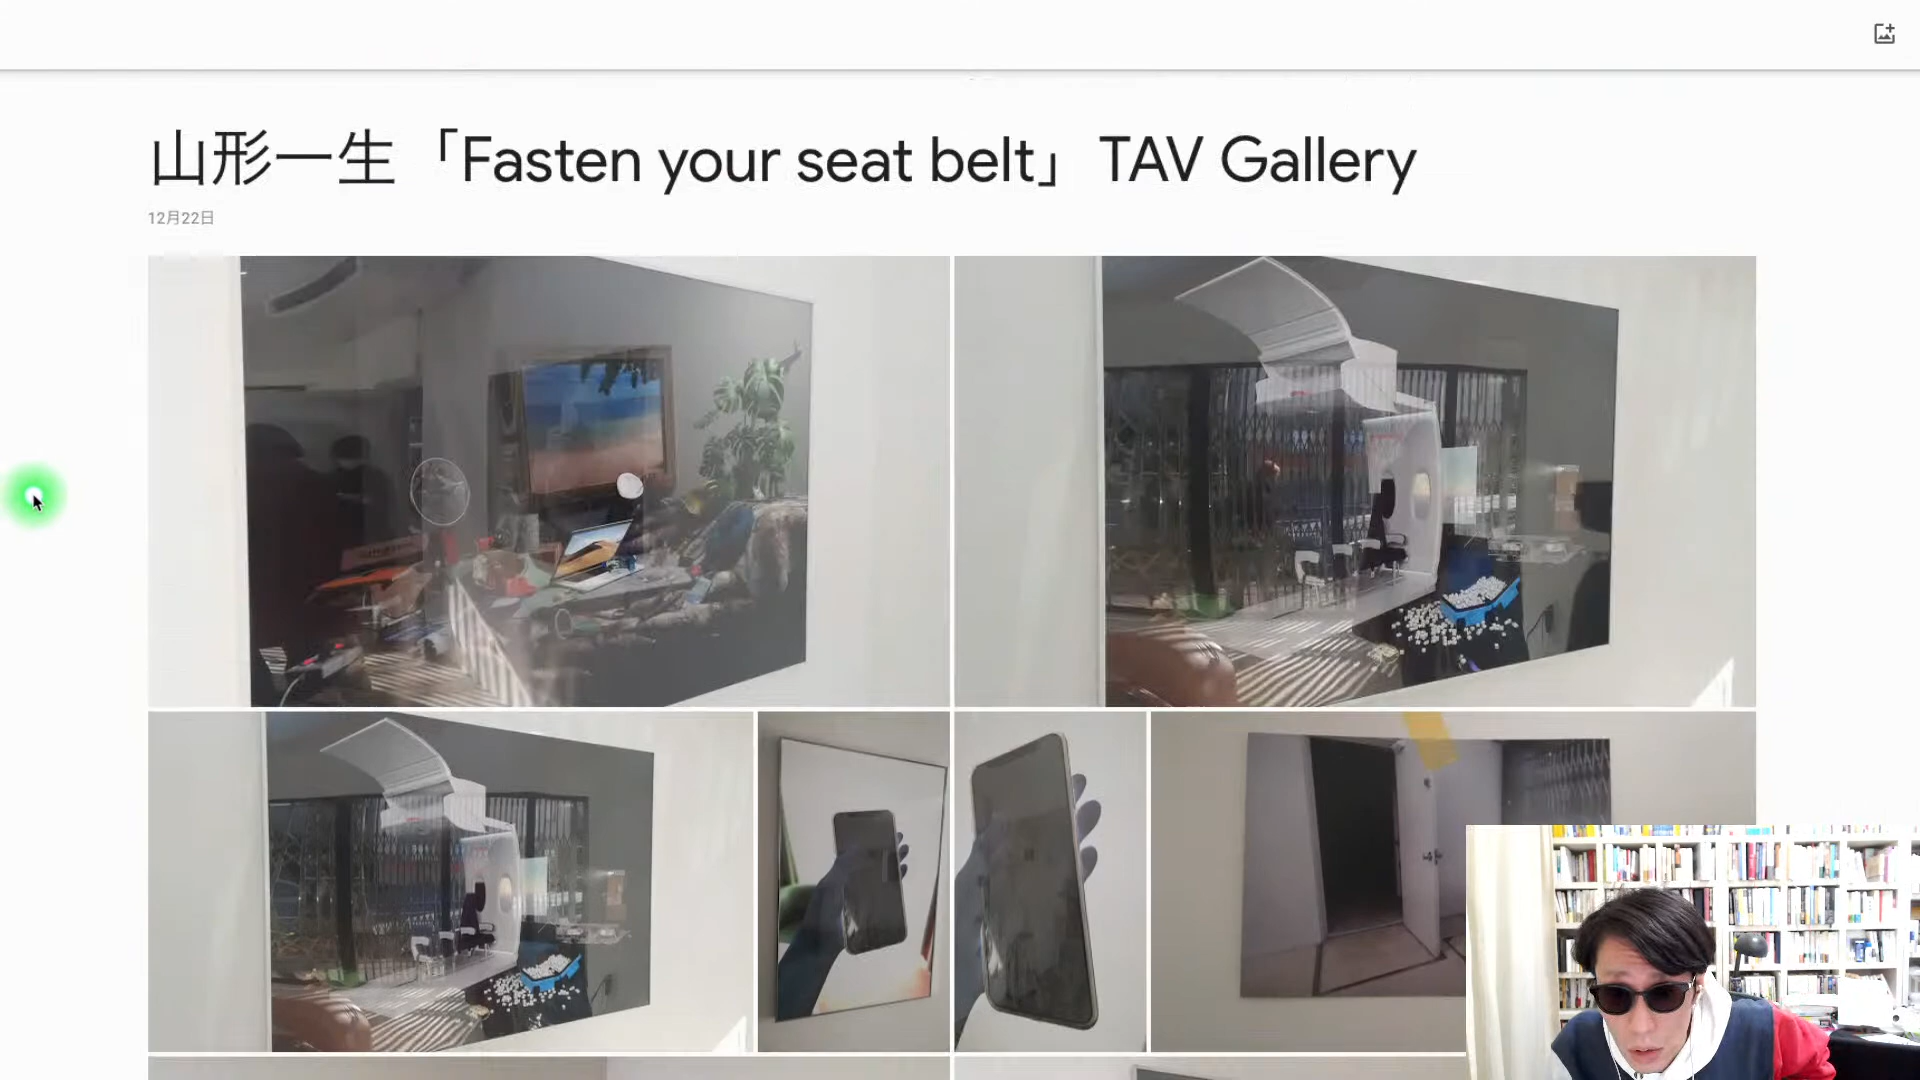 山形一生「Fasten your seat belt」TAV Gallery
12月22日